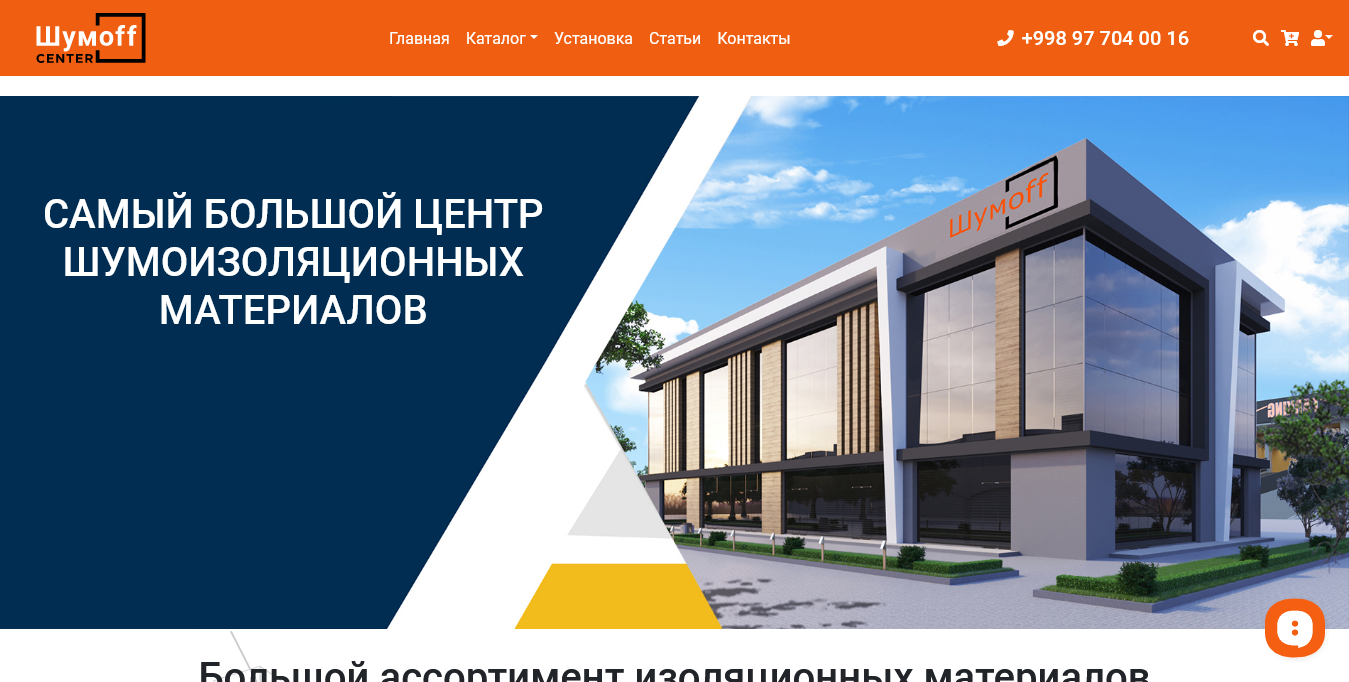 Шумoff
CENTER
Главная
Каталог
Установка
Статьи
Контакты
+998 97 704 00 16
САМЫЙ БОЛЬШОЙ ЦЕНТР
ШУМОИЗОЛЯЦИОННЫХ
МАТЕРИАЛОВ
Шумoff
Большой ассортимент изоляционных материалов